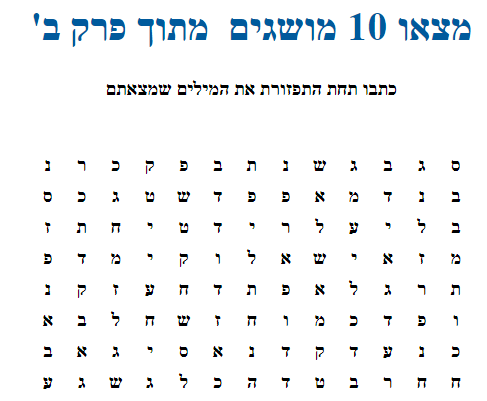 מצאו 10 מושגים מתוך פרק ב'
כתבו תחת התפזורת את המילים שמצאתם
ס ג ב ג ש נ ת ב פ ק כ ר נ
ב נ ד מ א פ פ ד ש ט ג כ ס
ב ל י ע ל ר י ד ט י ח ת ז
מ ז א י ש א ל ו ק י מ ד פ
ת ר ג ל א פ ת ד ח ע ז ק נ
ו פ ד כ מ ו ח ז ש ח ל ב א
כ נ ע ד ק ד נ א ס י ג א ב
ח ח ר ב ט ד ה כ ל ג ש ג ע